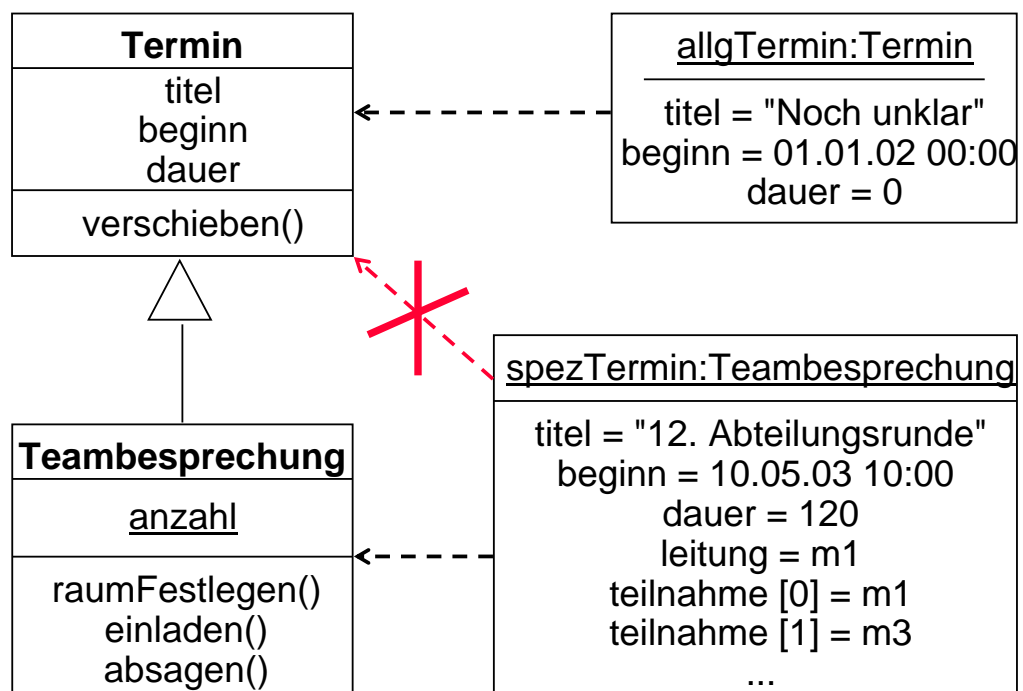 Termin
titel
beginn
dauer
verschieben()
allgTermin:Termin
titel = "Noch unklar"
beginn = 01.01.02 00:00
dauer = 0
Teambesprechung
anzahl
raumFestlegen()
einladen()
absagen()
spezTermin:Teambesprechung
titel = "12. Abteilungsrunde"
beginn = 10.05.03 10:00
dauer = 120
leitung = m1
teilnahme [0] = m1
teilnahme [1] = m3
...